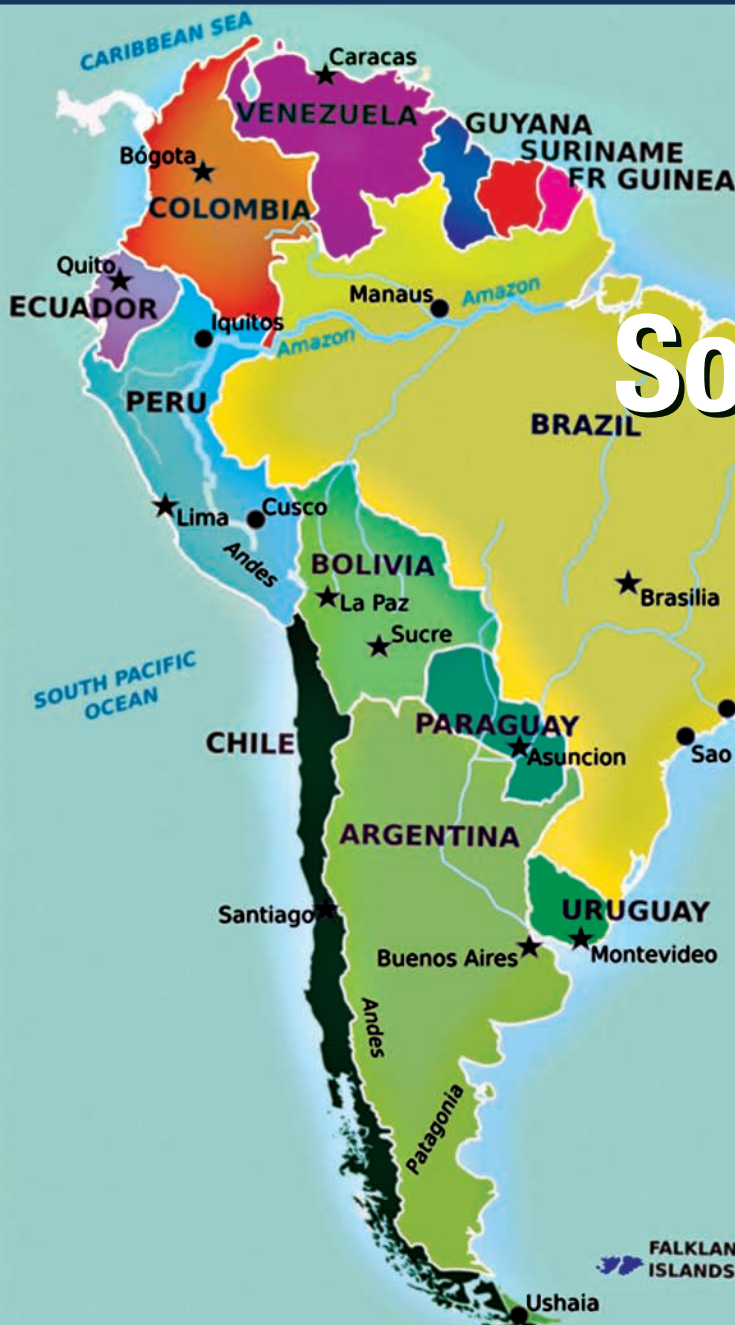 CARIBBEAN SEA
Caracas
VENEZUELA
GUYANA
SURINAME
FR GUINEA
Bógota
COLOMBIA
Quito
ECUADOR
Manaus
Amazon
Iquitos
Amazon
So
PERU
BRAZIL
Lima
Cusco
Andes
BOLIVIA
La Paz
Brasilia
Sucre
SOUTH PACIFIC
OCEAN
PARAGUAY
CHILE
Asuncion
Sao
ARGENTINA
Santiago
URUGUAY
Buenos Aires
Montevideo
Andes
Patagonia
FALKLAN
ISLANDS
Ushaia